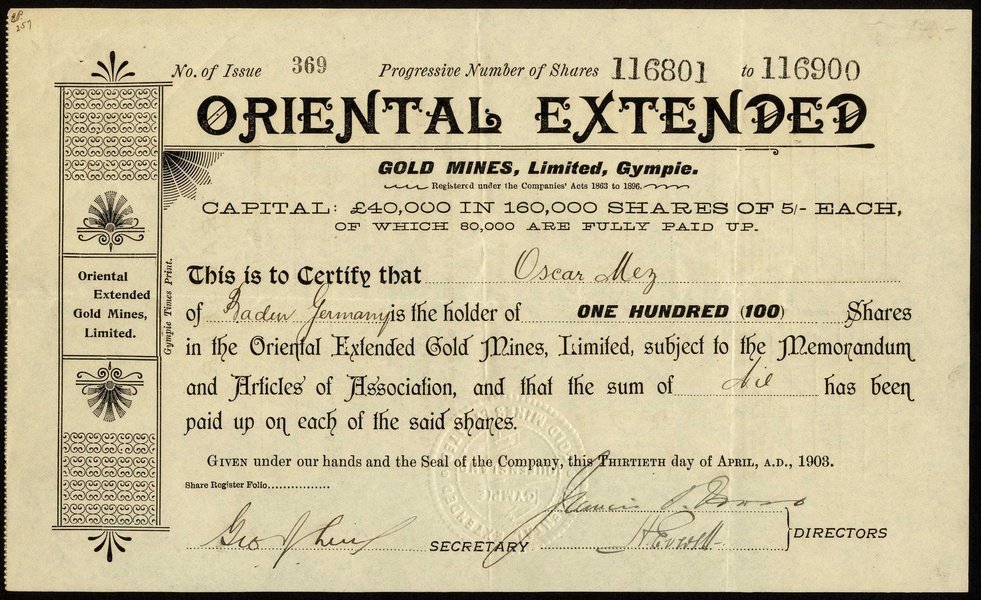 257
No. of Issue 369 Progressive Number of Shares 116801 to 116900
ORIENTAL EXTENDED
GOLD MINES, Limited, Gympie.
Registered under the Companies' Acts 1863 to 1896.
CAPITAL: £40,000 IN 160,000 SHARES OF 5/- EACH,
OF WHICH 80,000 ARE FULLY PAID UP.
Oriental
Extended
Gold Mines,
Limited.
Gympie Times Print.
This is to Certify that Oscar Mez
of Baden Germany is the holder of ONE HUNDRED (100) Shares
in the Oriental Extended Gold Mines, Limited, subject to the Memorandum
and Articles of Association, and that the sum of Nil has been
paid up on each of the said shares.
GIVEN under our hands and the Seal of the Company, this THIRTIETH day of APRIL, A.D., 1903.
Share Register Folio
Geo J SECRETARY
DIRECTORS